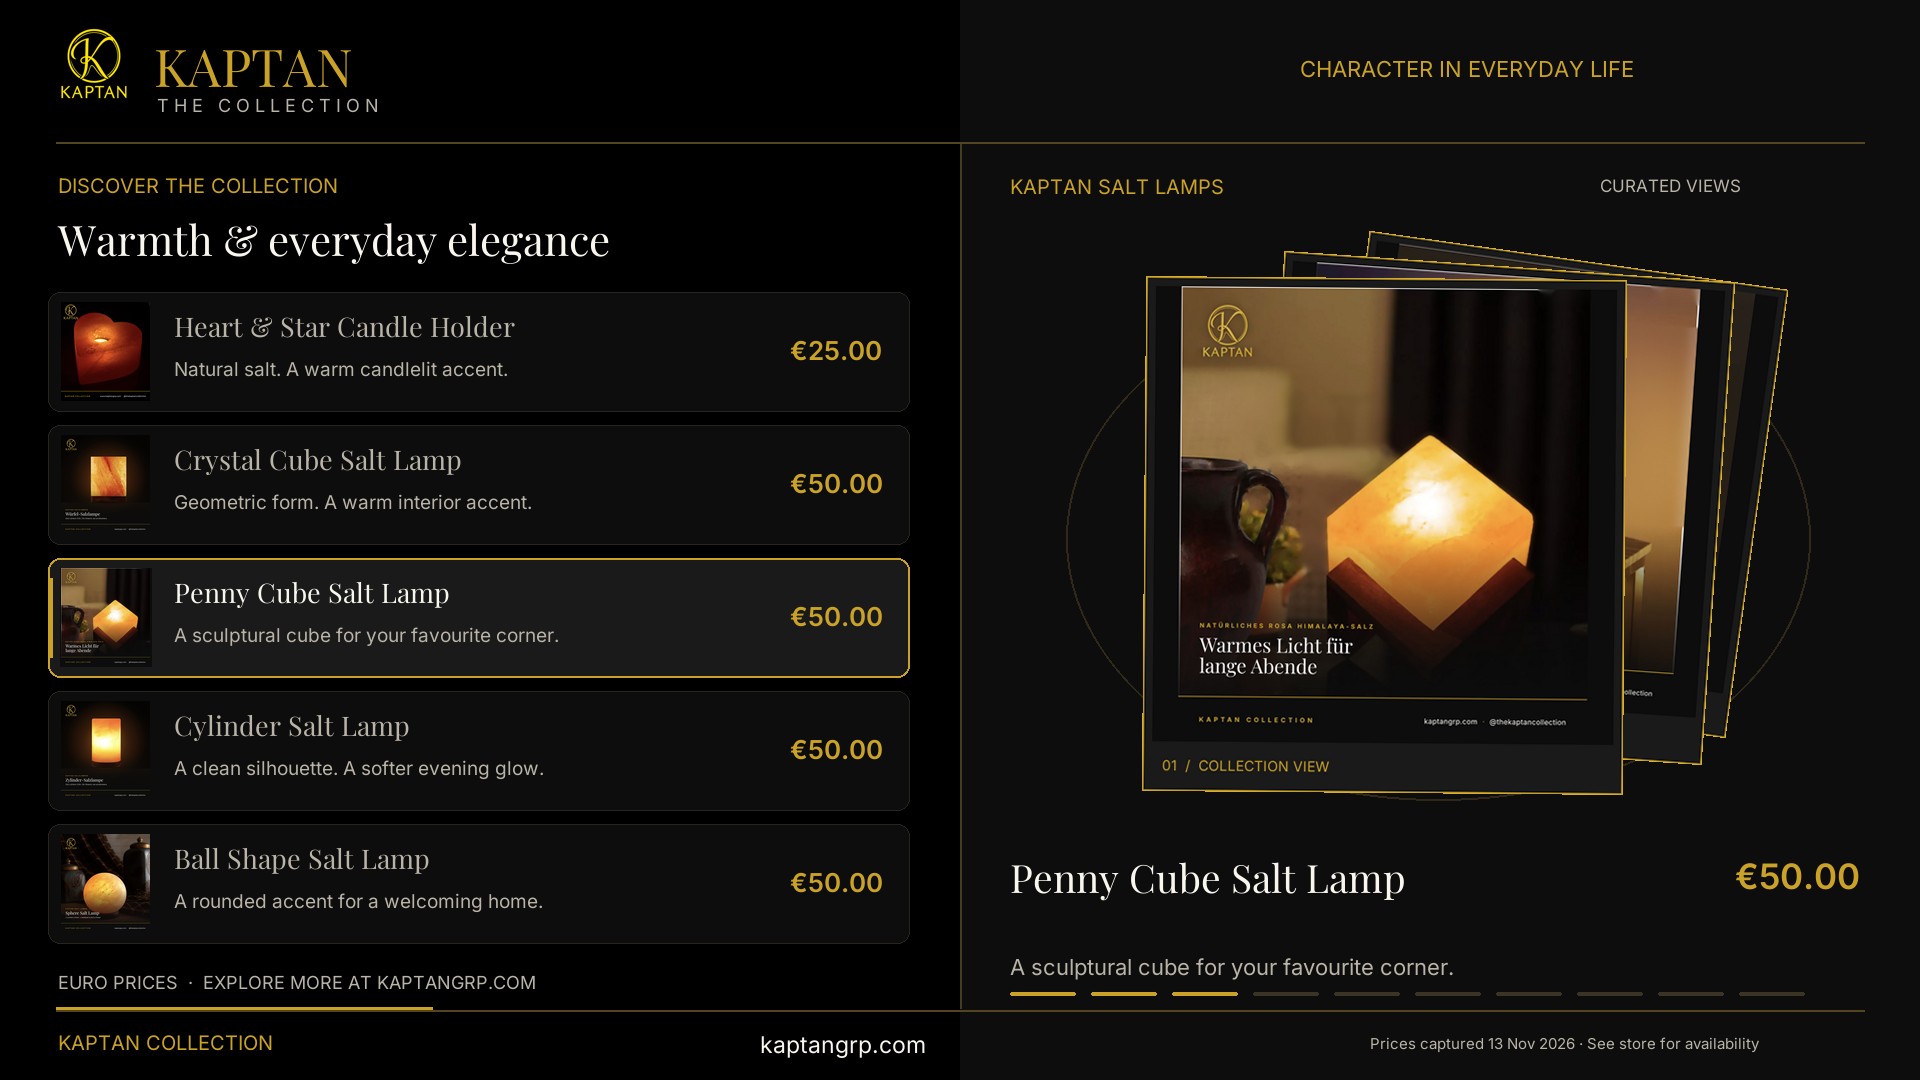 KAPTAN
KAPTAN
THE COLLECTION
CHARACTER IN EVERYDAY LIFE
DISCOVER THE COLLECTION
Warmth & everyday elegance
Heart & Star Candle Holder
Natural salt. A warm candlelit accent.
€25.00
Crystal Cube Salt Lamp
Geometric form. A warm interior accent.
€50.00
Penny Cube Salt Lamp
A sculptural cube for your favourite corner.
€50.00
Cylinder Salt Lamp
A clean silhouette. A softer evening glow.
€50.00
Ball Shape Salt Lamp
A rounded accent for a welcoming home.
€50.00
EURO PRICES · EXPLORE MORE AT KAPTANGRP.COM
KAPTAN SALT LAMPS
CURATED VIEWS
KAPTAN
NATÜRLICHES ROSA HIMALAYA-SALZ
Warmes Licht für
lange Abende
KAPTAN COLLECTION
kaptangrp.com · @thekaptancollection
01 / COLLECTION VIEW
Penny Cube Salt Lamp
€50.00
A sculptural cube for your favourite corner.
KAPTAN COLLECTION
kaptangrp.com
Prices captured 13 Nov 2026 · See store for availability